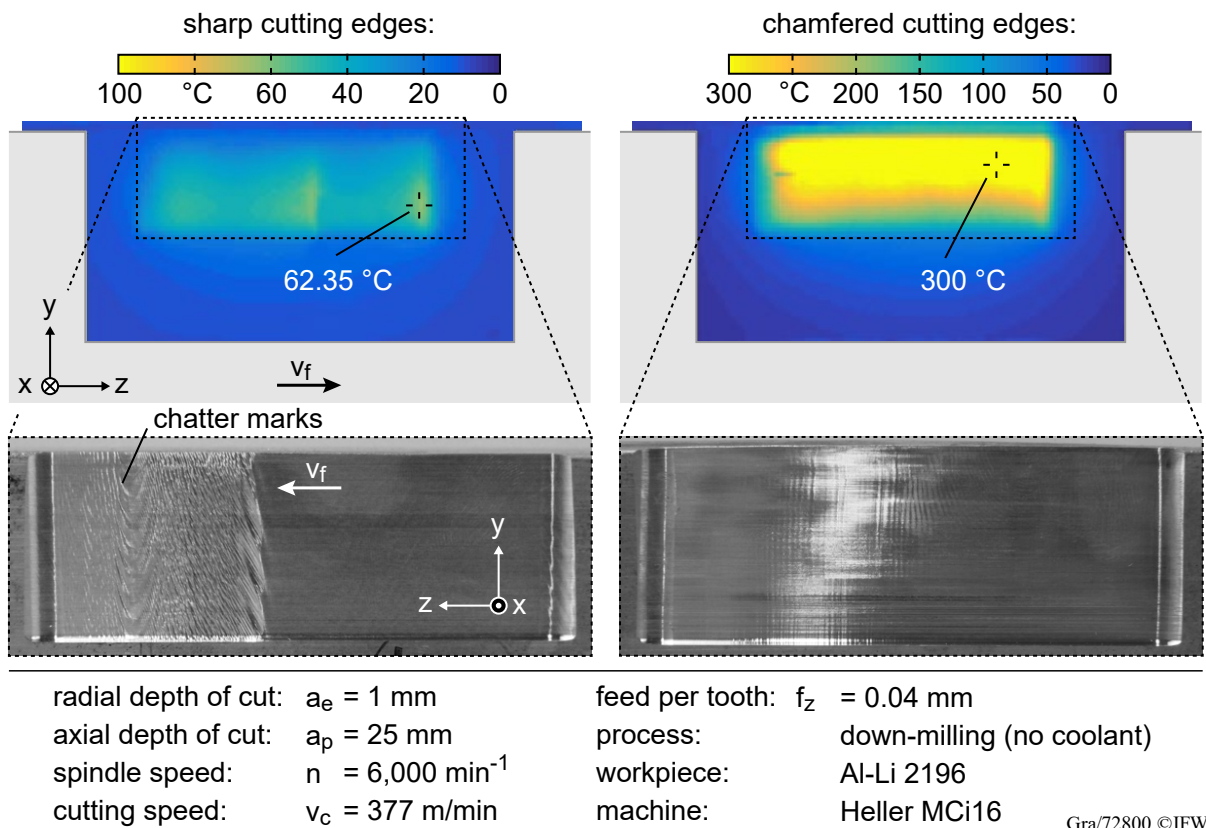 sharp cutting edges:
chamfered cutting edges:
100 °C 60 40 20 0
300 °C 200 150 100 50 0
62.35 °C
300 °C
y
x z
vf
chatter marks
vf
y
z x
radial depth of cut: ae = 1 mm
axial depth of cut: ap = 25 mm
spindle speed: n = 6,000 min-1
cutting speed: vc = 377 m/min
feed per tooth: fz = 0.04 mm
process: down-milling (no coolant)
workpiece: Al-Li 2196
machine: Heller MCi16
Gra/72800 ©IFW